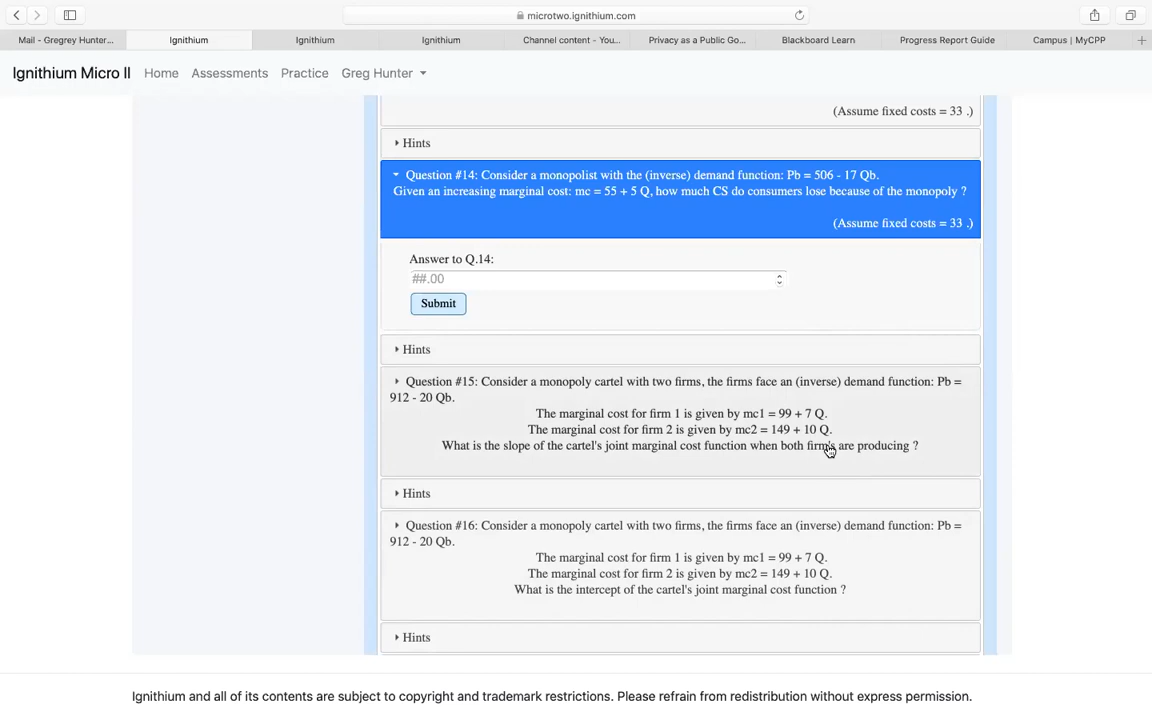 microtwo.ignithium.com
Mail - Gregrey Hunter...
Ignithium
Ignithium
Ignithium
Channel content - You...
Privacy as a Public Go...
Blackboard Learn
Progress Report Guide
Campus | MyCPP
Ignithium Micro II
Home
Assessments
Practice
Greg Hunter
(Assume fixed costs = 33 .)
Hints
Question #14: Consider a monopolist with the (inverse) demand function: Pb = 506 - 17 Qb.
Given an increasing marginal cost: mc = 55 + 5 Q, how much CS do consumers lose because of the monopoly ?
(Assume fixed costs = 33 .)
Answer to Q.14:
##.00
Submit
Hints
Question #15: Consider a monopoly cartel with two firms, the firms face an (inverse) demand function: Pb =
912 - 20 Qb.
The marginal cost for firm 1 is given by mc1 = 99 + 7 Q.
The marginal cost for firm 2 is given by mc2 = 149 + 10 Q.
What is the slope of the cartel's joint marginal cost function when both firm's are producing ?
Hints
Question #16: Consider a monopoly cartel with two firms, the firms face an (inverse) demand function: Pb =
912 - 20 Qb.
The marginal cost for firm 1 is given by mc1 = 99 + 7 Q.
The marginal cost for firm 2 is given by mc2 = 149 + 10 Q.
What is the intercept of the cartel's joint marginal cost function ?
Hints
Ignithium and all of its contents are subject to copyright and trademark restrictions. Please refrain from redistribution without express permission.